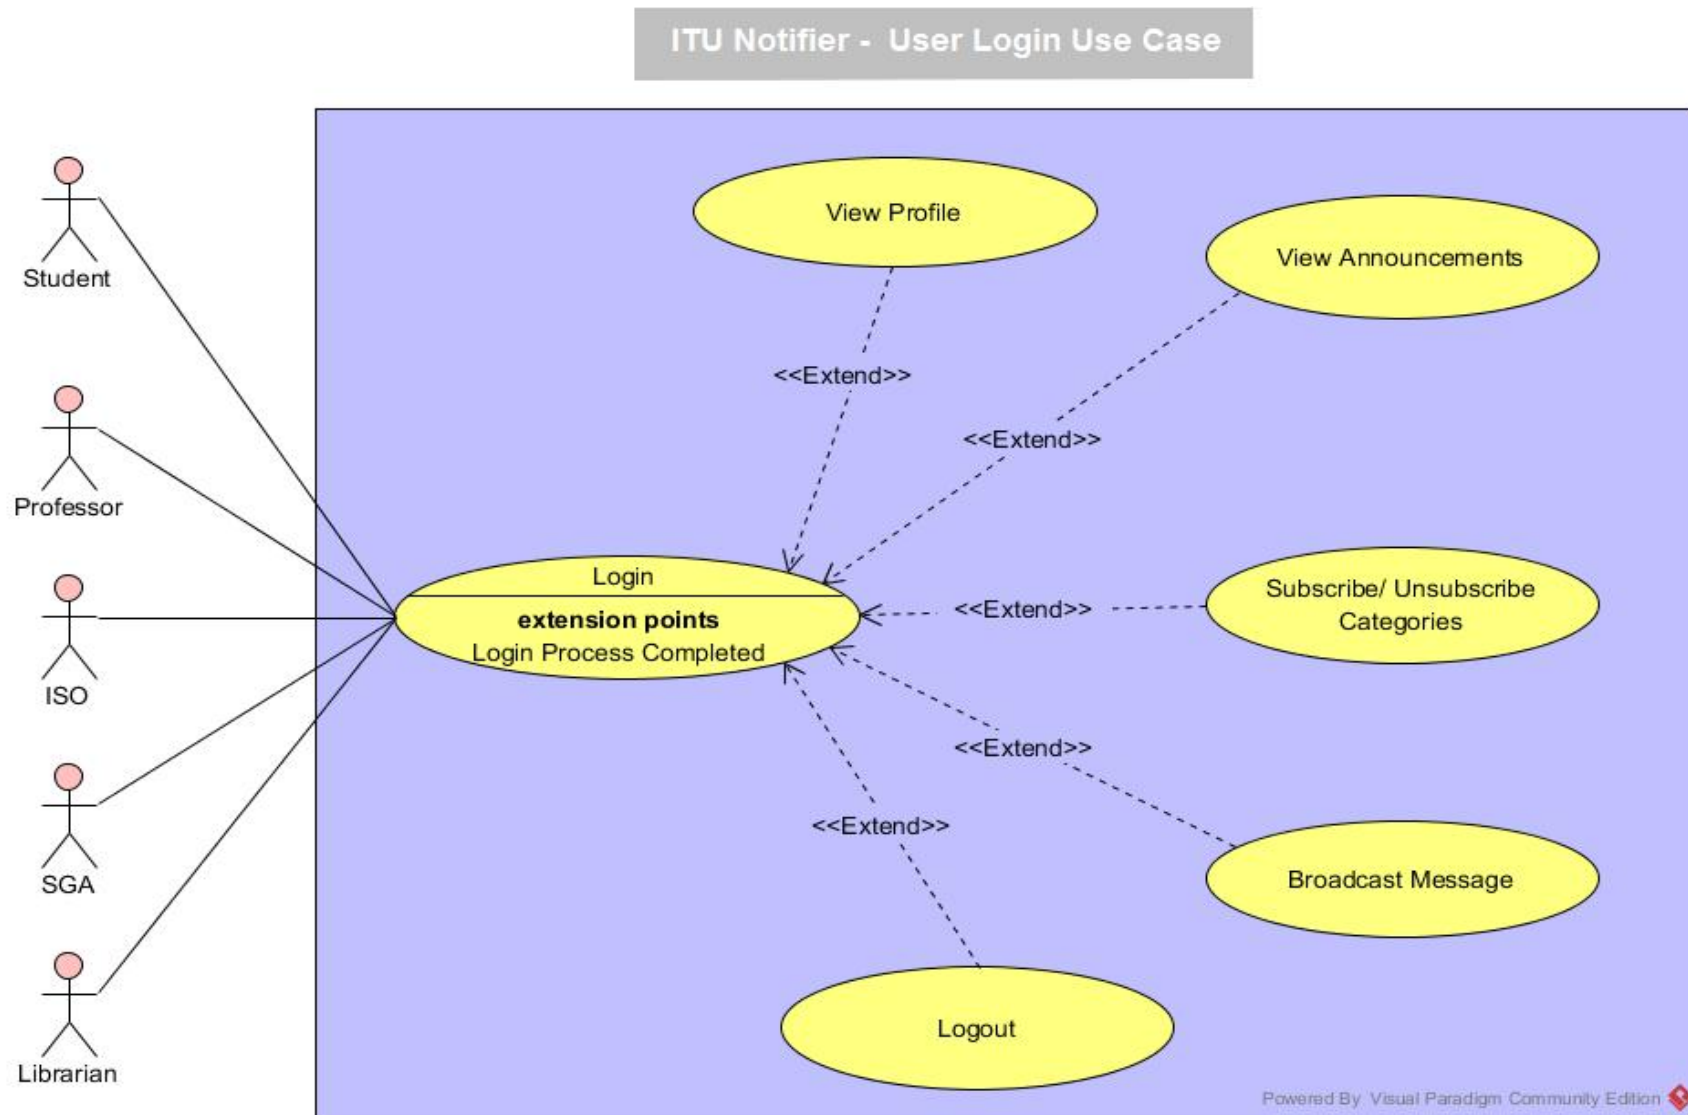 ITU Notifier - User Login Use Case
Student
Professor
ISO
SGA
Librarian
View Profile
View Announcements
<<Extend>>
<<Extend>>
Login
extension points
Login Process Completed
<<Extend>>
Subscribe/ Unsubscribe
Categories
<<Extend>>
<<Extend>>
Broadcast Message
Logout
Powered By Visual Paradigm Community Edition